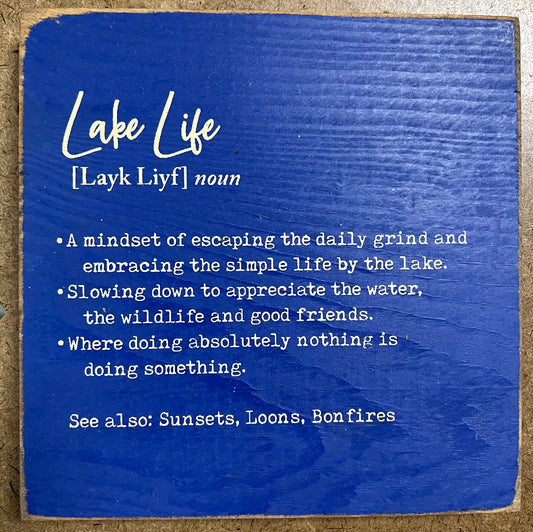 Lake Life
[Layk Liyf] noun
• A mindset of escaping the daily grind and
embracing the simple life by the lake.
• Slowing down to appreciate the water,
the wildlife and good friends.
• Where doing absolutely nothing is
doing something.
See also: Sunsets, Loons, Bonfires